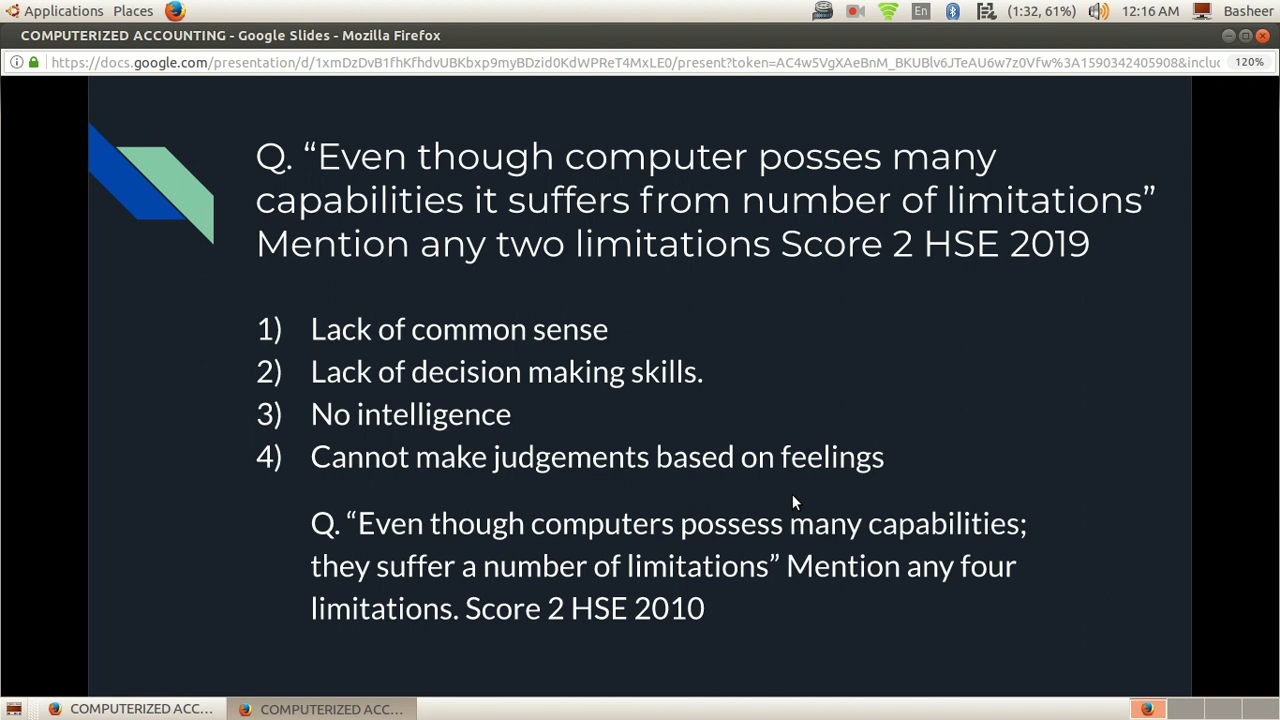 Applications Places En (1:32, 61%) 12:16 AM Basheer
COMPUTERIZED ACCOUNTING - Google Slides - Mozilla Firefox
https://docs.google.com/presentation/d/1xmDzDvB1fhKfhdvUBKbxp9myBDzid0KdWPReT4MxLE0/present?token=AC4w5VgXAeBnM_BKUBlv6JTeAU6w7z0Vfw%3A1590342405908&inclu 120%
Q. “Even though computer posses many
capabilities it suffers from number of limitations”
Mention any two limitations Score 2 HSE 2019
1) Lack of common sense
2) Lack of decision making skills.
3) No intelligence
4) Cannot make judgements based on feelings
Q. “Even though computers possess many capabilities;
they suffer a number of limitations” Mention any four
limitations. Score 2 HSE 2010
COMPUTERIZED ACC... COMPUTERIZED ACC...